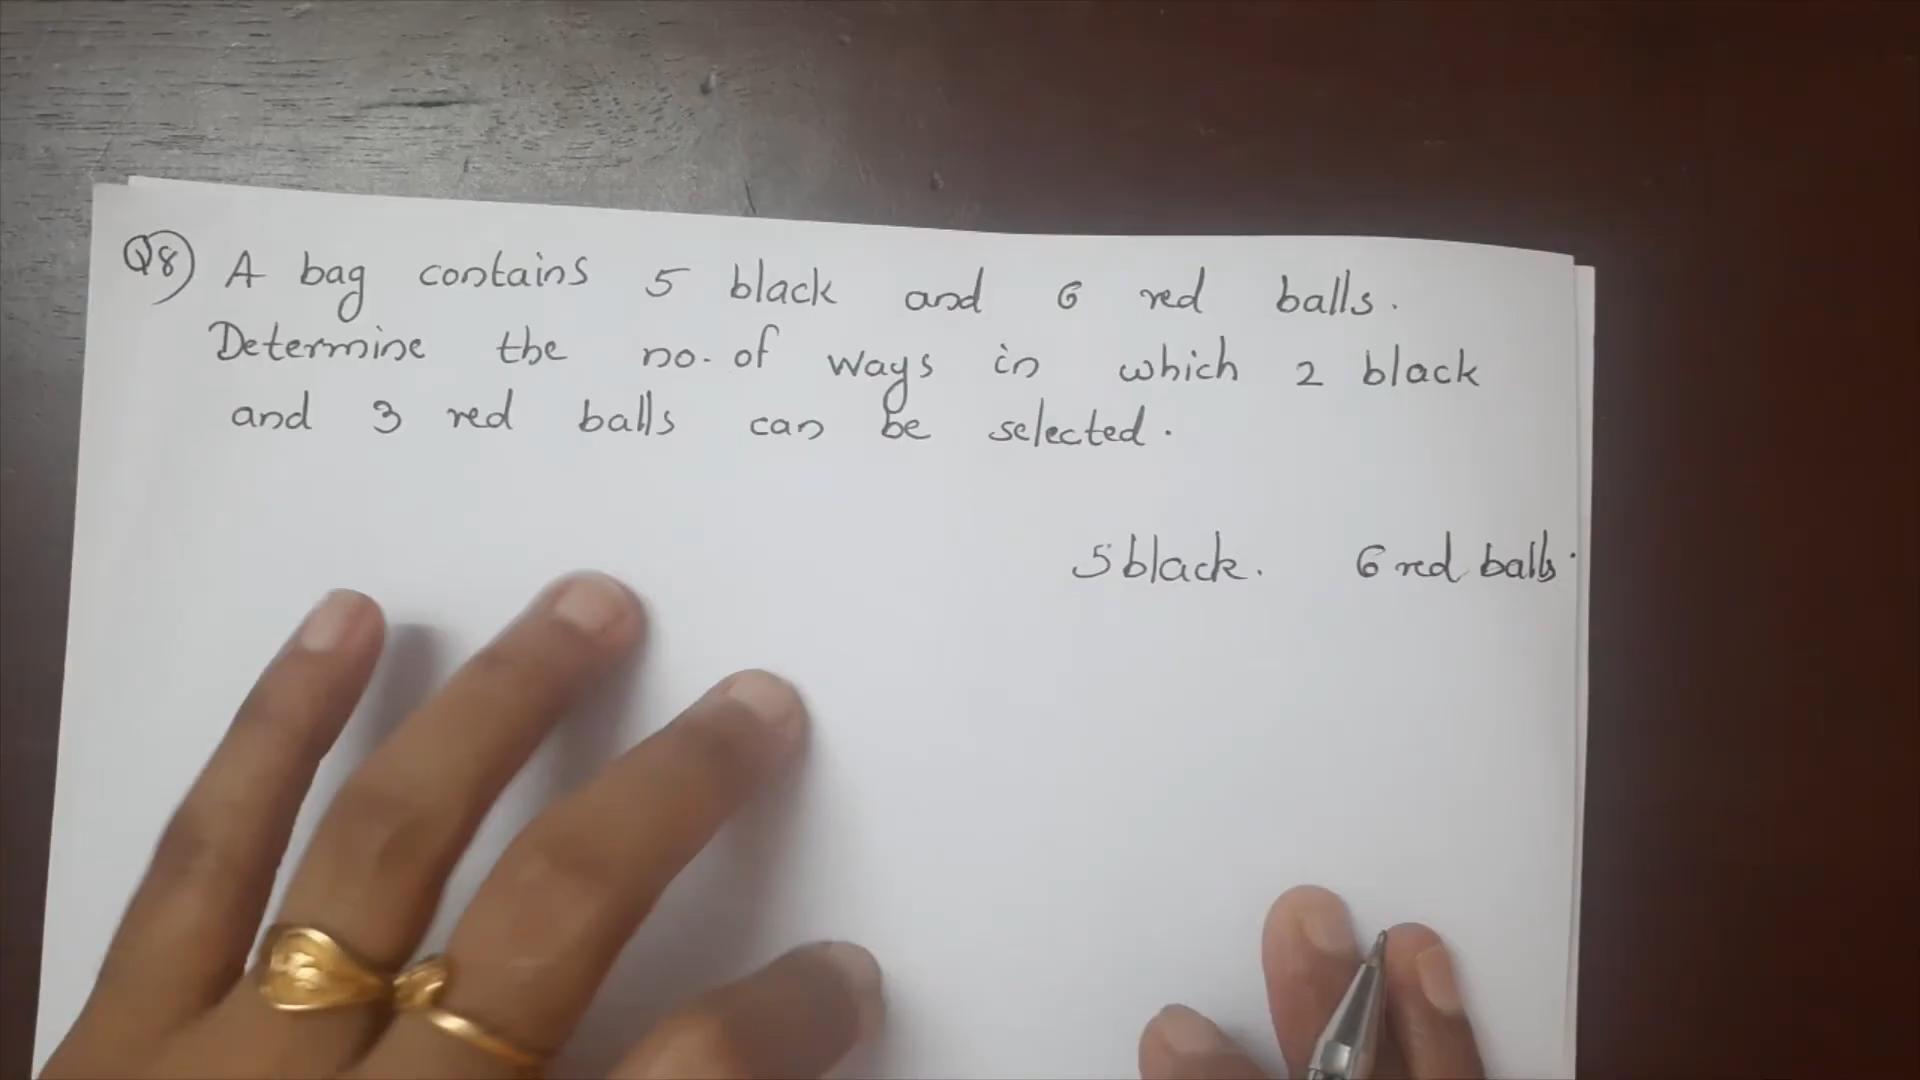 Q8) A bag contains 5 black and 6 red balls.
Determine the no. of ways in which 2 black
and 3 red balls can be selected.
5 black. 6 red balls.